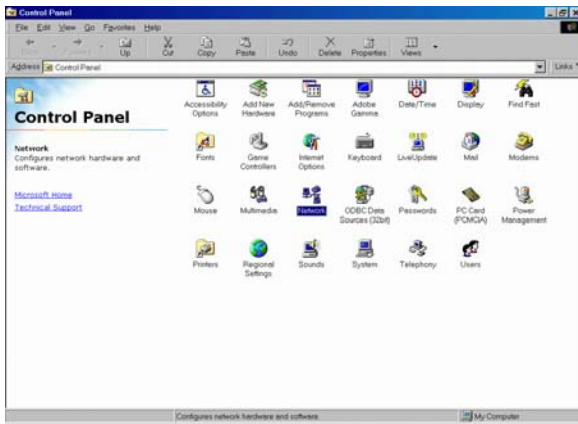 Control Panel
File Edit View Go Favorites Help
Up Cut Copy Paste Undo Delete Properties Views
Address Control Panel Links
Control Panel
Network
Configures network hardware and
software.
Microsoft Home
Technical Support
Accessibility Options
Add New Hardware
Add/Remove Programs
Adobe Gamma
Date/Time
Display
Find Fast
Fonts
Game Controllers
Internet Options
Keyboard
LiveUpdate
Mail
Modems
Mouse
Multimedia
Network
ODBC Data Sources (32bit)
Passwords
PC Card (PCMCIA)
Power Management
Printers
Regional Settings
Sounds
System
Telephony
Users
Configures network hardware and software. My Computer